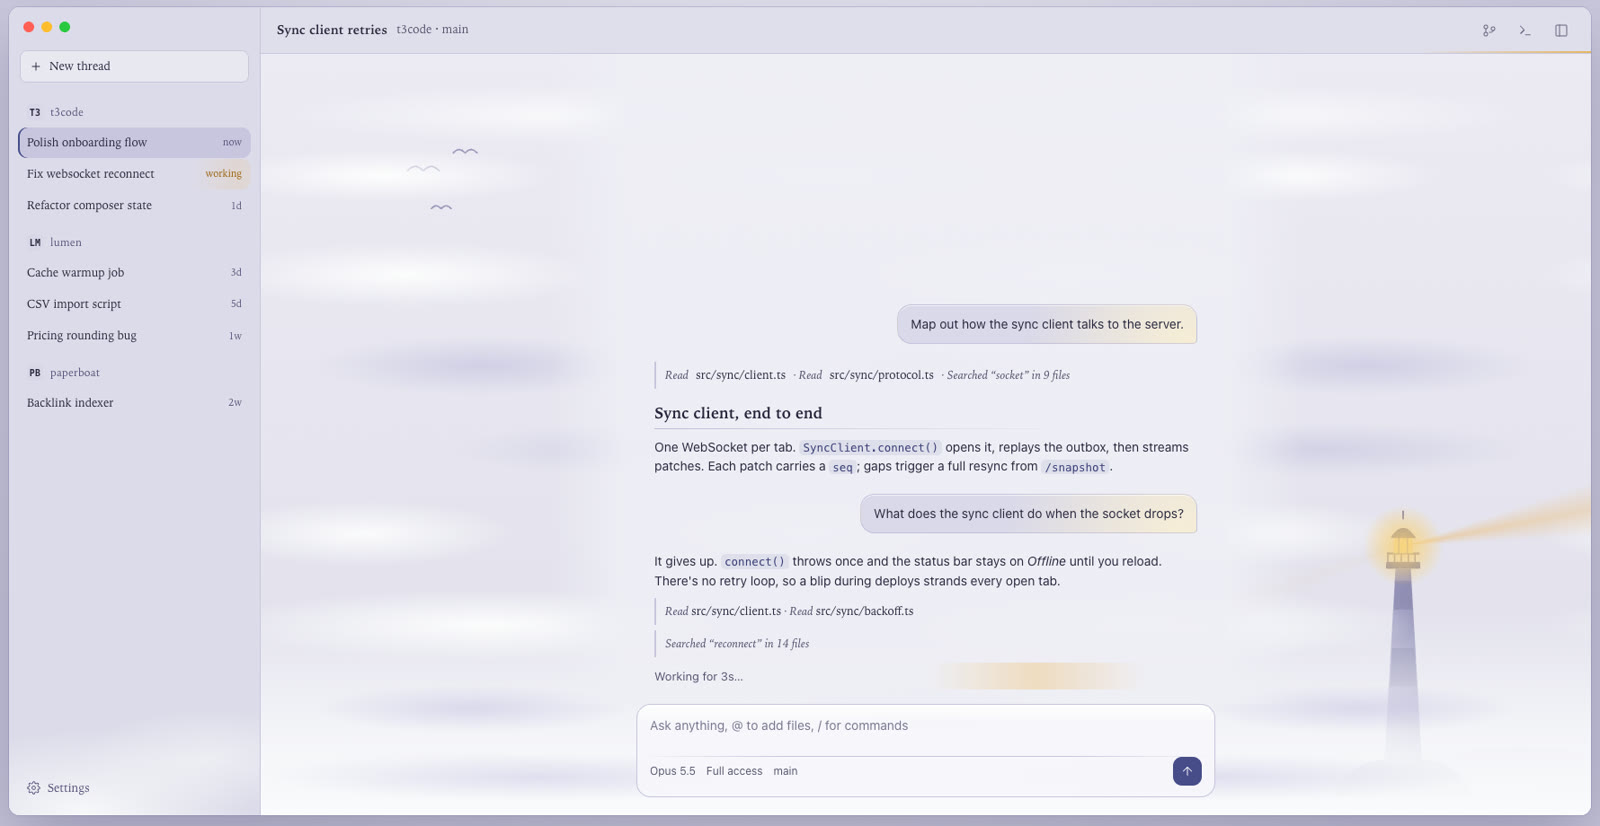 Sync client retries t3code · main
New thread
T3 t3code
Polish onboarding flow now
Fix websocket reconnect working
Refactor composer state 1d
LM lumen
Cache warmup job 3d
CSV import script 5d
Pricing rounding bug 1w
PB paperboat
Backlink indexer 2w
Settings
Map out how the sync client talks to the server.
Read src/sync/client.ts · Read src/sync/protocol.ts · Searched “socket” in 9 files
Sync client, end to end
One WebSocket per tab. SyncClient.connect() opens it, replays the outbox, then streams
patches. Each patch carries a seq; gaps trigger a full resync from /snapshot.
What does the sync client do when the socket drops?
It gives up. connect() throws once and the status bar stays on Offline until you reload.
There's no retry loop, so a blip during deploys strands every open tab.
Read src/sync/client.ts · Read src/sync/backoff.ts
Searched “reconnect” in 14 files
Working for 3s...
Ask anything, @ to add files, / for commands
Opus 5.5 Full access main